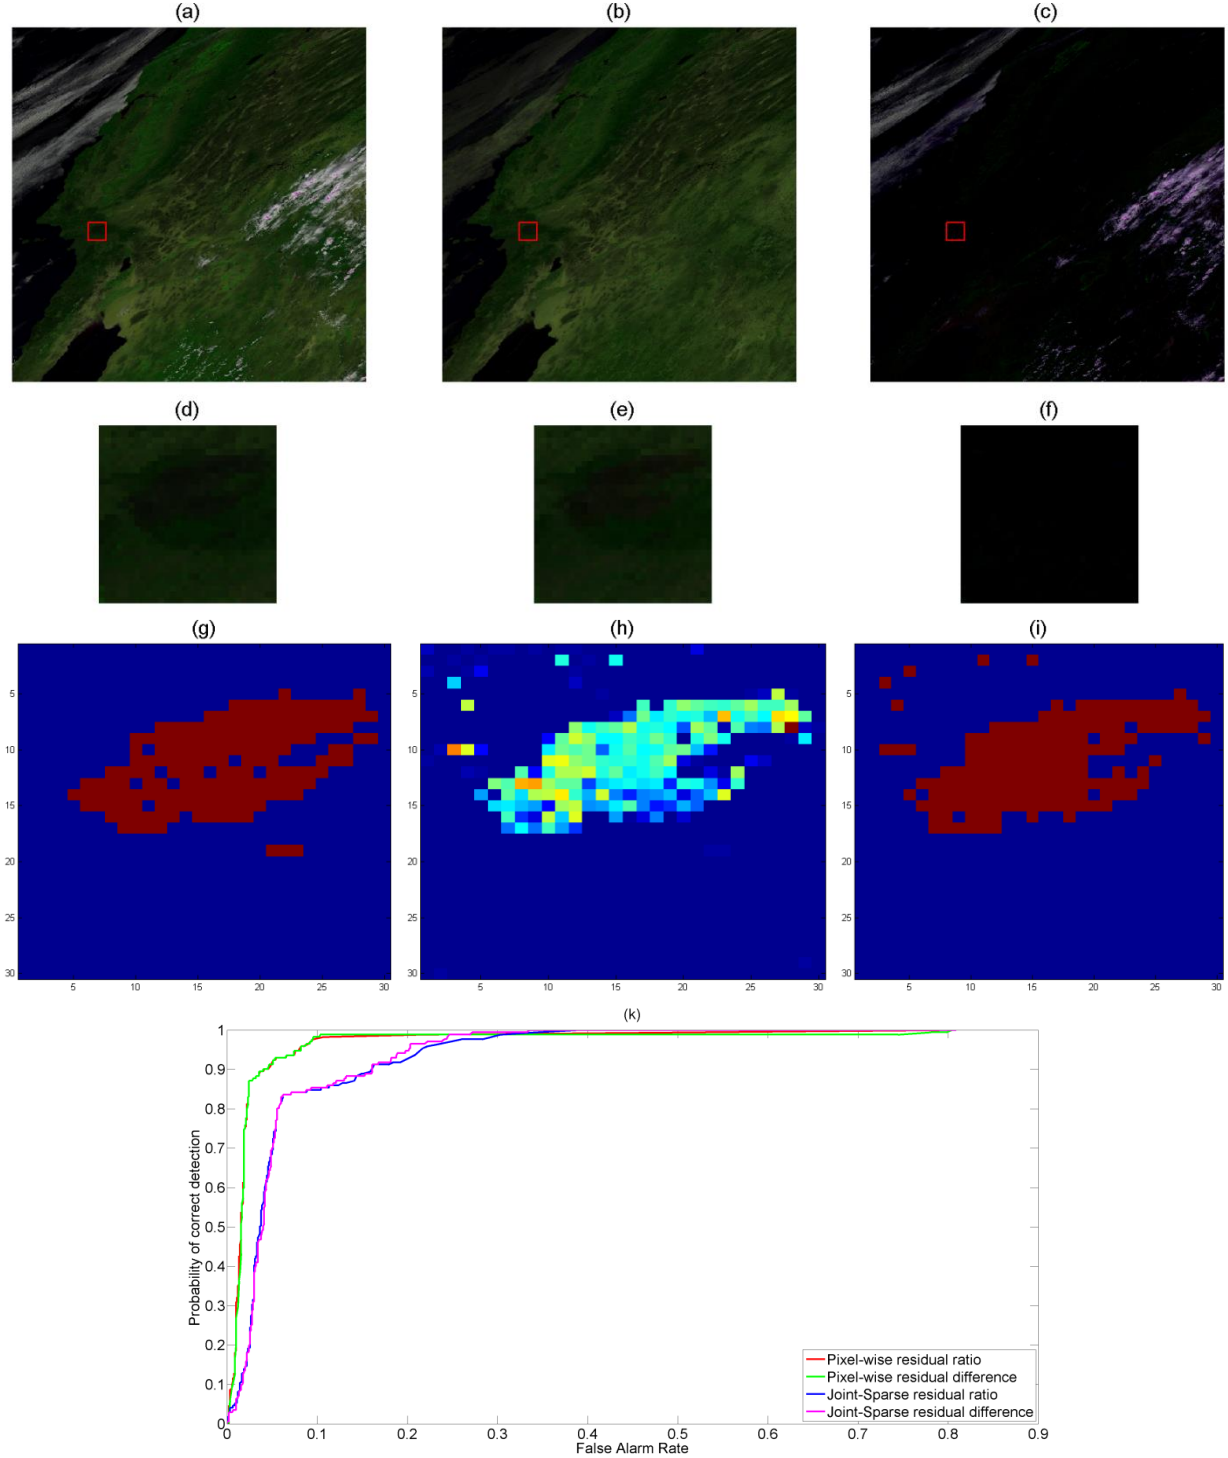 (a) (b) (c)
(d) (e) (f)
(g) (h) (i)
5 5 5
10 10 10
15 15 15
20 20 20
25 25 25
30 30 30
5 10 15 20 25 30 5 10 15 20 25 30 5 10 15 20 25 30
(k)
1
0.9
0.8
0.7
0.6
0.5
0.4
0.3
0.2
0.1
0
Probability of correct detection
Pixel-wise residual ratio
Pixel-wise residual difference
Joint-Sparse residual ratio
Joint-Sparse residual difference
0 0.1 0.2 0.3 0.4 0.5 0.6 0.7 0.8 0.9
False Alarm Rate